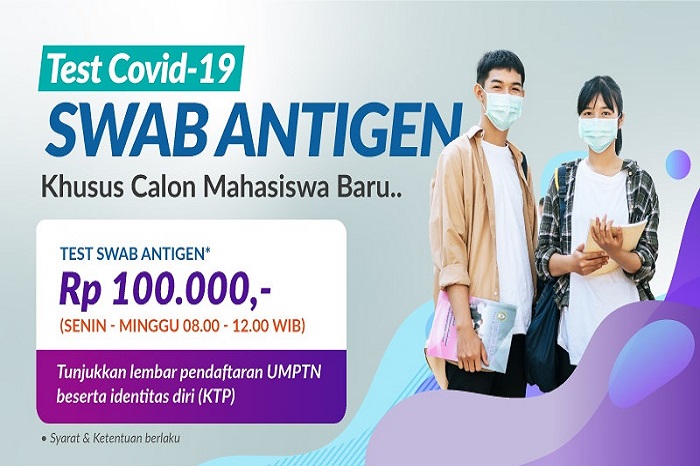 Test Covid-19
SWAB ANTIGEN
Khusus Calon Mahasiswa Baru..
TEST SWAB ANTIGEN*
Rp 100.000,-
(SENIN - MINGGU 08.00 - 12.00 WIB)
Tunjukkan lembar pendaftaran UMPTN
beserta identitas diri (KTP)
• Syarat & Ketentuan berlaku